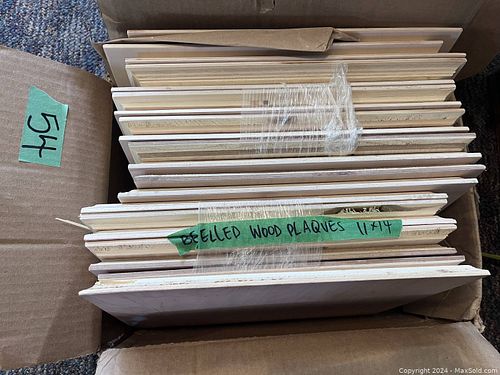 54
BEELLED WOOD PLAQUES 11x14
Copyright 2024 - MaxSold.com